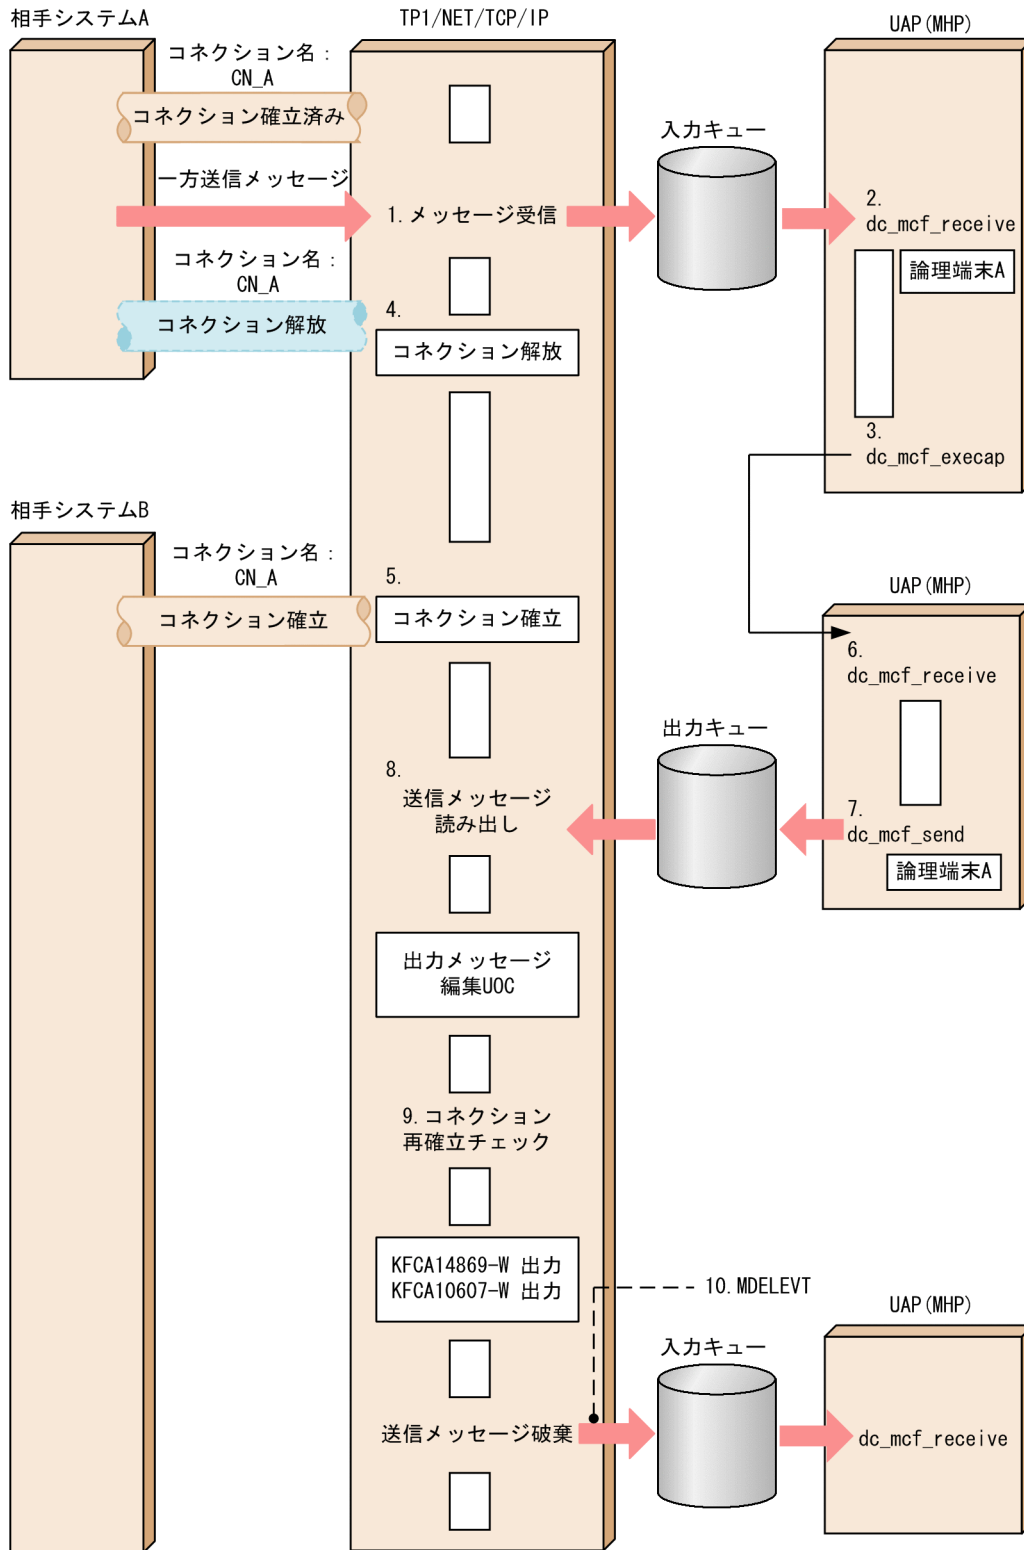 相手システムA
TP1/NET/TCP/IP
UAP(MHP)
コネクション名：
CN_A
コネクション確立済み
入力キュー
一方送信メッセージ
1.メッセージ受信
2.
dc_mcf_receive
論理端末A
コネクション名：
CN_A
コネクション解放
4.
コネクション解放
3.
dc_mcf_execap
相手システムB
コネクション名：
CN_A
コネクション確立
5.
コネクション確立
UAP(MHP)
6.
dc_mcf_receive
出力キュー
7.
dc_mcf_send
論理端末A
8.
送信メッセージ
読み出し
出力メッセージ
編集UOC
9.コネクション
再確立チェック
KFCA14869-W 出力
KFCA10607-W 出力
10.MDELEVT
UAP(MHP)
入力キュー
送信メッセージ破棄
dc_mcf_receive